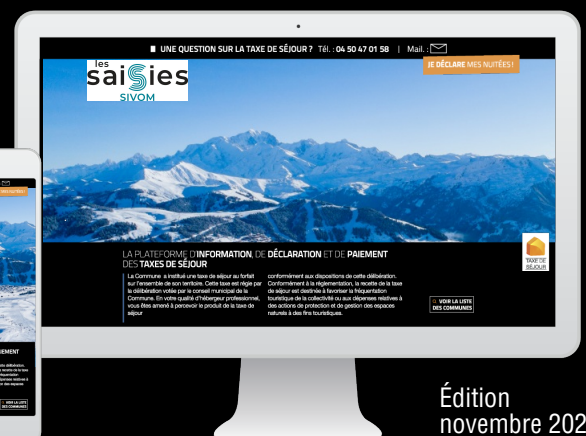 UNE QUESTION SUR LA TAXE DE SÉJOUR ? Tél. : 04 50 47 01 58 | Mail. :
les
saisies
SIVOM
JE DÉCLARE MES NUITÉES !
LA PLATEFORME D'INFORMATION, DE DÉCLARATION ET DE PAIEMENT
DES TAXES DE SÉJOUR
La Commune a institué une taxe de séjour au forfait
sur l'ensemble de son territoire. Cette taxe est régie par
la délibération votée par le conseil municipal de la
Commune. En votre qualité d'hébergeur professionnel,
vous êtes amené à percevoir le produit de la taxe de
séjour
conformément aux dispositions de cette délibération.
Conformément à la réglementation, la recette de la taxe
de séjour est destinée à favoriser la fréquentation
touristique de la collectivité ou aux dépenses relatives à
des actions de protection et de gestion des espaces
naturels à des fins touristiques.
TAXE DE
SÉJOUR
VOIR LA LISTE
DES COMMUNES
VOIR LA LISTE
DES COMMUNES
Édition
novembre 202